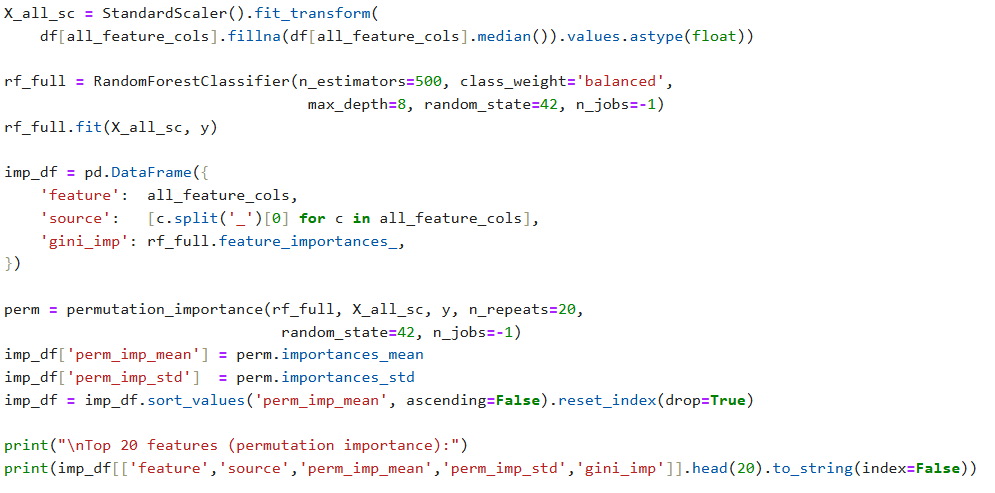 X_all_sc = StandardScaler().fit_transform(
    df[all_feature_cols].fillna(df[all_feature_cols].median()).values.astype(float))

rf_full = RandomForestClassifier(n_estimators=500, class_weight='balanced',
                                  max_depth=8, random_state=42, n_jobs=-1)
rf_full.fit(X_all_sc, y)

imp_df = pd.DataFrame({
    'feature':  all_feature_cols,
    'source':   [c.split('_')[0] for c in all_feature_cols],
    'gini_imp': rf_full.feature_importances_,
})

perm = permutation_importance(rf_full, X_all_sc, y, n_repeats=20,
                               random_state=42, n_jobs=-1)
imp_df['perm_imp_mean'] = perm.importances_mean
imp_df['perm_imp_std']  = perm.importances_std
imp_df = imp_df.sort_values('perm_imp_mean', ascending=False).reset_index(drop=True)

print("\nTop 20 features (permutation importance):")
print(imp_df[['feature','source','perm_imp_mean','perm_imp_std','gini_imp']].head(20).to_string(index=False))